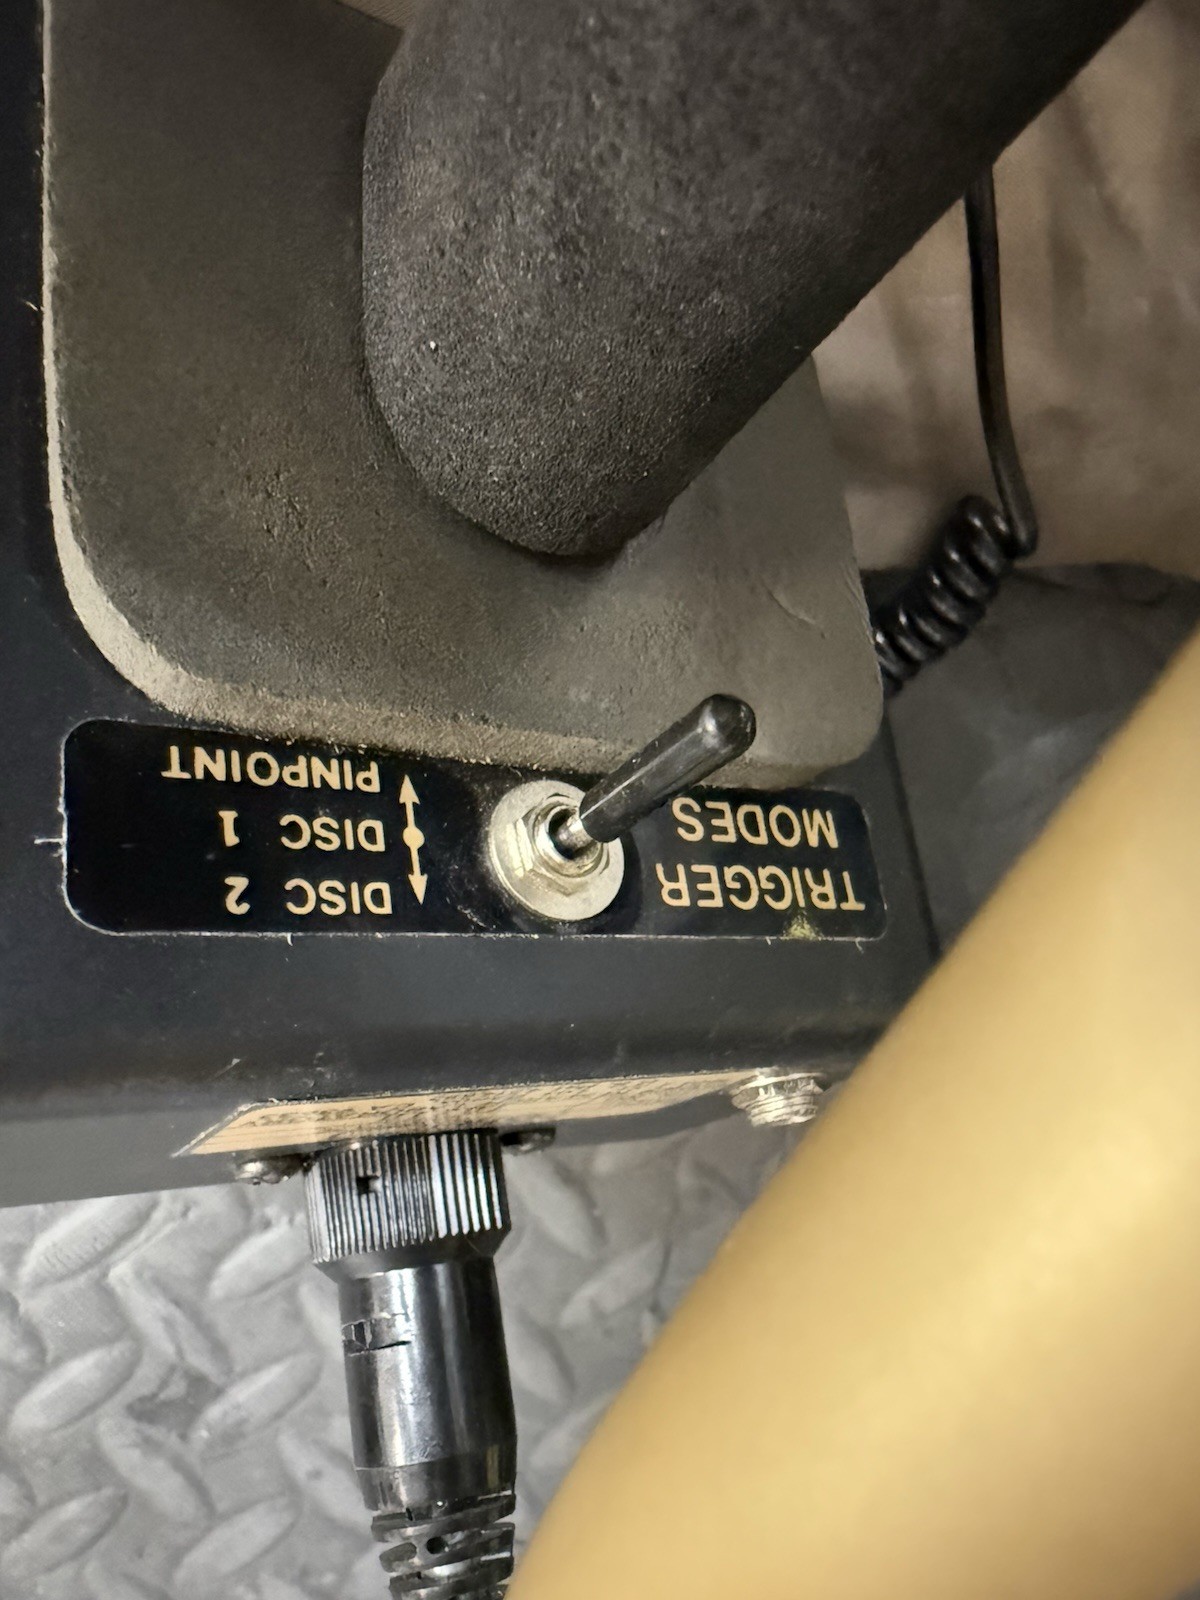 TRIGGER
MODES
DISC 2
DISC 1
PINPOINT